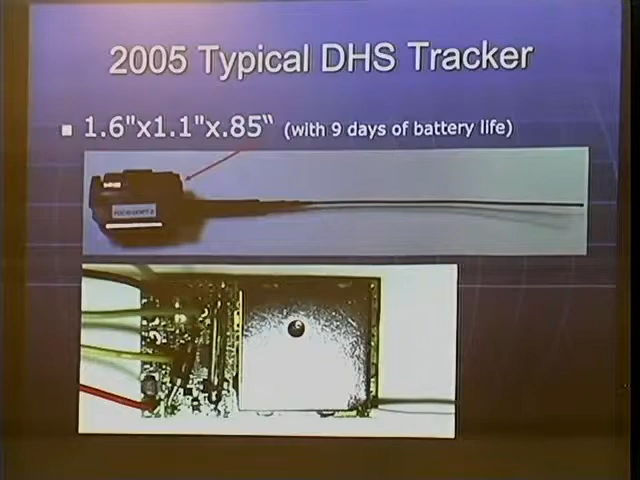 2005 Typical DHS Tracker
1.6"x1.1"x.85“ (with 9 days of battery life)